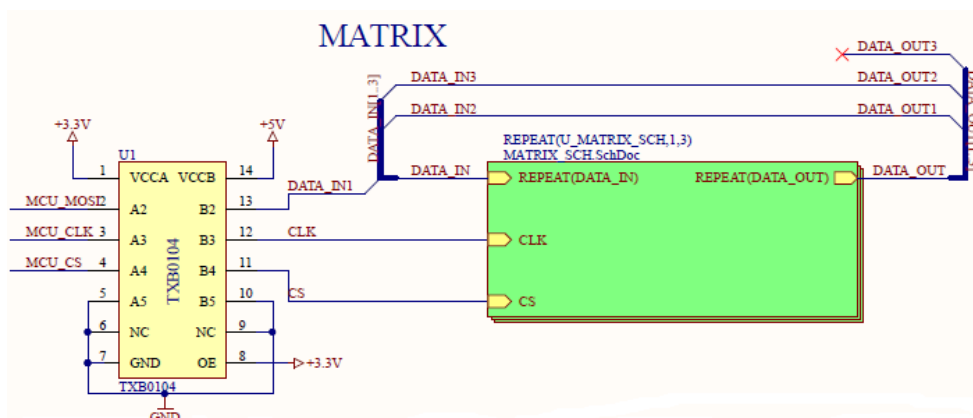 MATRIX
DATA_OUT3
DATA_IN3
DATA_OUT2
DATA_IN2
DATA_OUT1
DATA_IN[1..3]
+3.3V
+5V
REPEAT(U_MATRIX_SCH,1,3)
MATRIX_SCH.SchDoc
U1
1 VCCA VCCB 14
DATA_IN1
DATA_IN
REPEAT(DATA_IN)
REPEAT(DATA_OUT)
DATA_OUT
MCU_MOSI 2 A2 B2 13
MCU_CLK 3 A3 B3 12 CLK
CLK
MCU_CS 4 A4 B4 11
TXB0104
5 A5 B5 10 CS
CS
6 NC NC 9
7 GND OE 8 +3.3V
TXB0104
GND